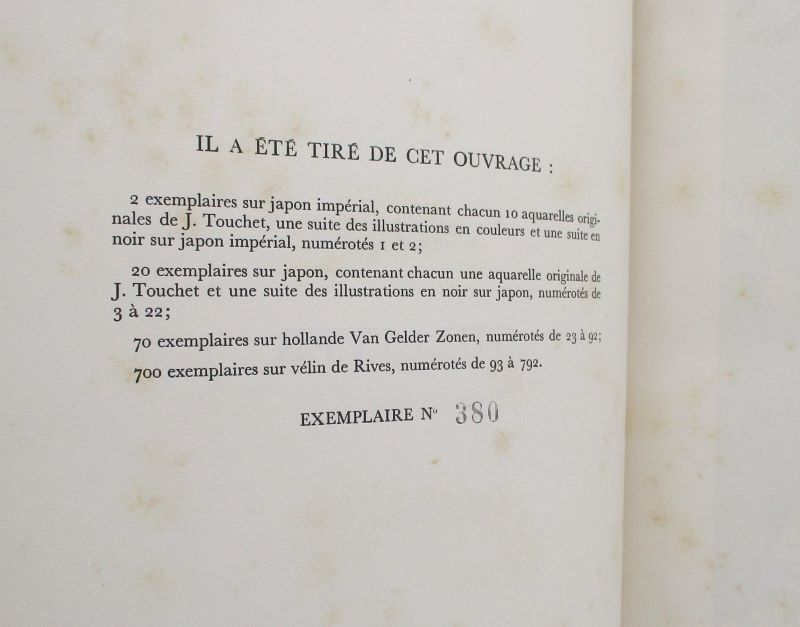 IL A ÉTÉ TIRÉ DE CET OUVRAGE :
2 exemplaires sur japon impérial, contenant chacun 10 aquarelles origi-
nales de J. Touchet, une suite des illustrations en couleurs et une suite en
noir sur japon impérial, numérotés 1 et 2;
20 exemplaires sur japon, contenant chacun une aquarelle originale de
J. Touchet et une suite des illustrations en noir sur japon, numérotés de
3 à 22;
70 exemplaires sur hollande Van Gelder Zonen, numérotés de 23 à 92;
700 exemplaires sur vélin de Rives, numérotés de 93 à 792.
EXEMPLAIRE Nº 380